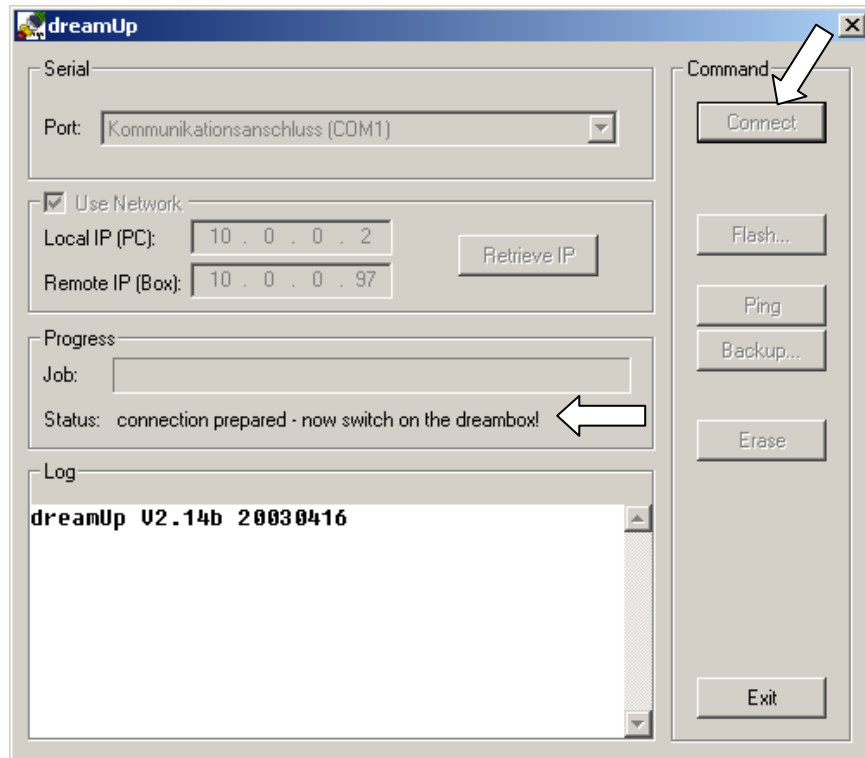 dreamUp
Serial
Port: Kommunikationsanschluss (COM1)
Use Network
Local IP (PC): 10 . 0 . 0 . 2
Remote IP (Box): 10 . 0 . 0 . 97
Retrieve IP
Progress
Job:
Status: connection prepared - now switch on the dreambox!
Log
dreamUp V2.14b 20030416
Command
Connect
Flash...
Ping
Backup...
Erase
Exit